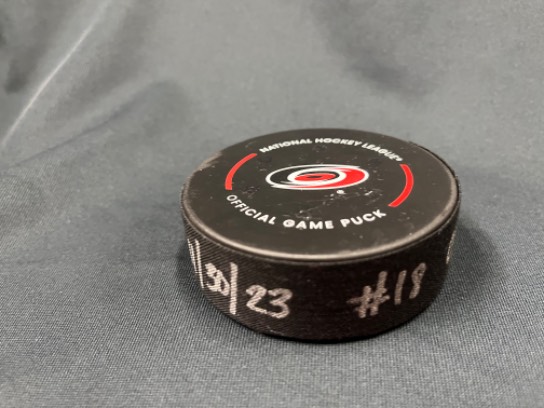 NATIONAL HOCKEY LEAGUE®
OFFICIAL GAME PUCK
/30/23 #18